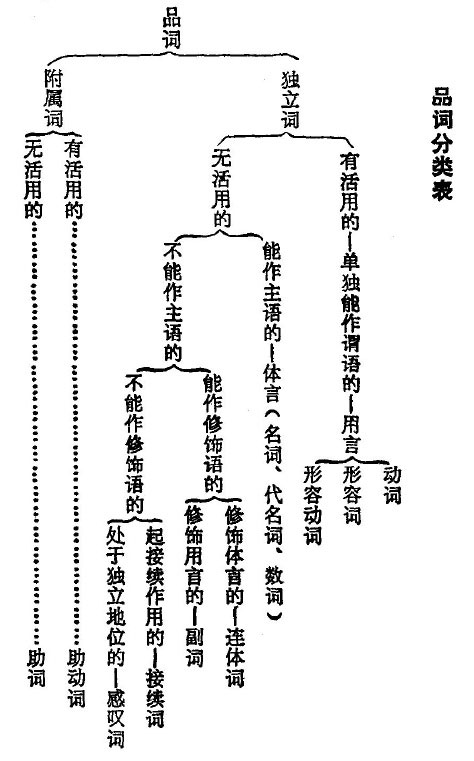 品词分类表
品词
独立词
有活用的—单独能作谓语的—用言
动词
形容词
形容动词
无活用的
能作主语的—体言（名词、代名词、数词）
不能作主语的
能作修饰语的
修饰体言的—连体词
修饰用言的—副词
不能作修饰语的
起接续作用的—接续词
处于独立地位的—感叹词
附属词
有活用的……助动词
无活用的……助词